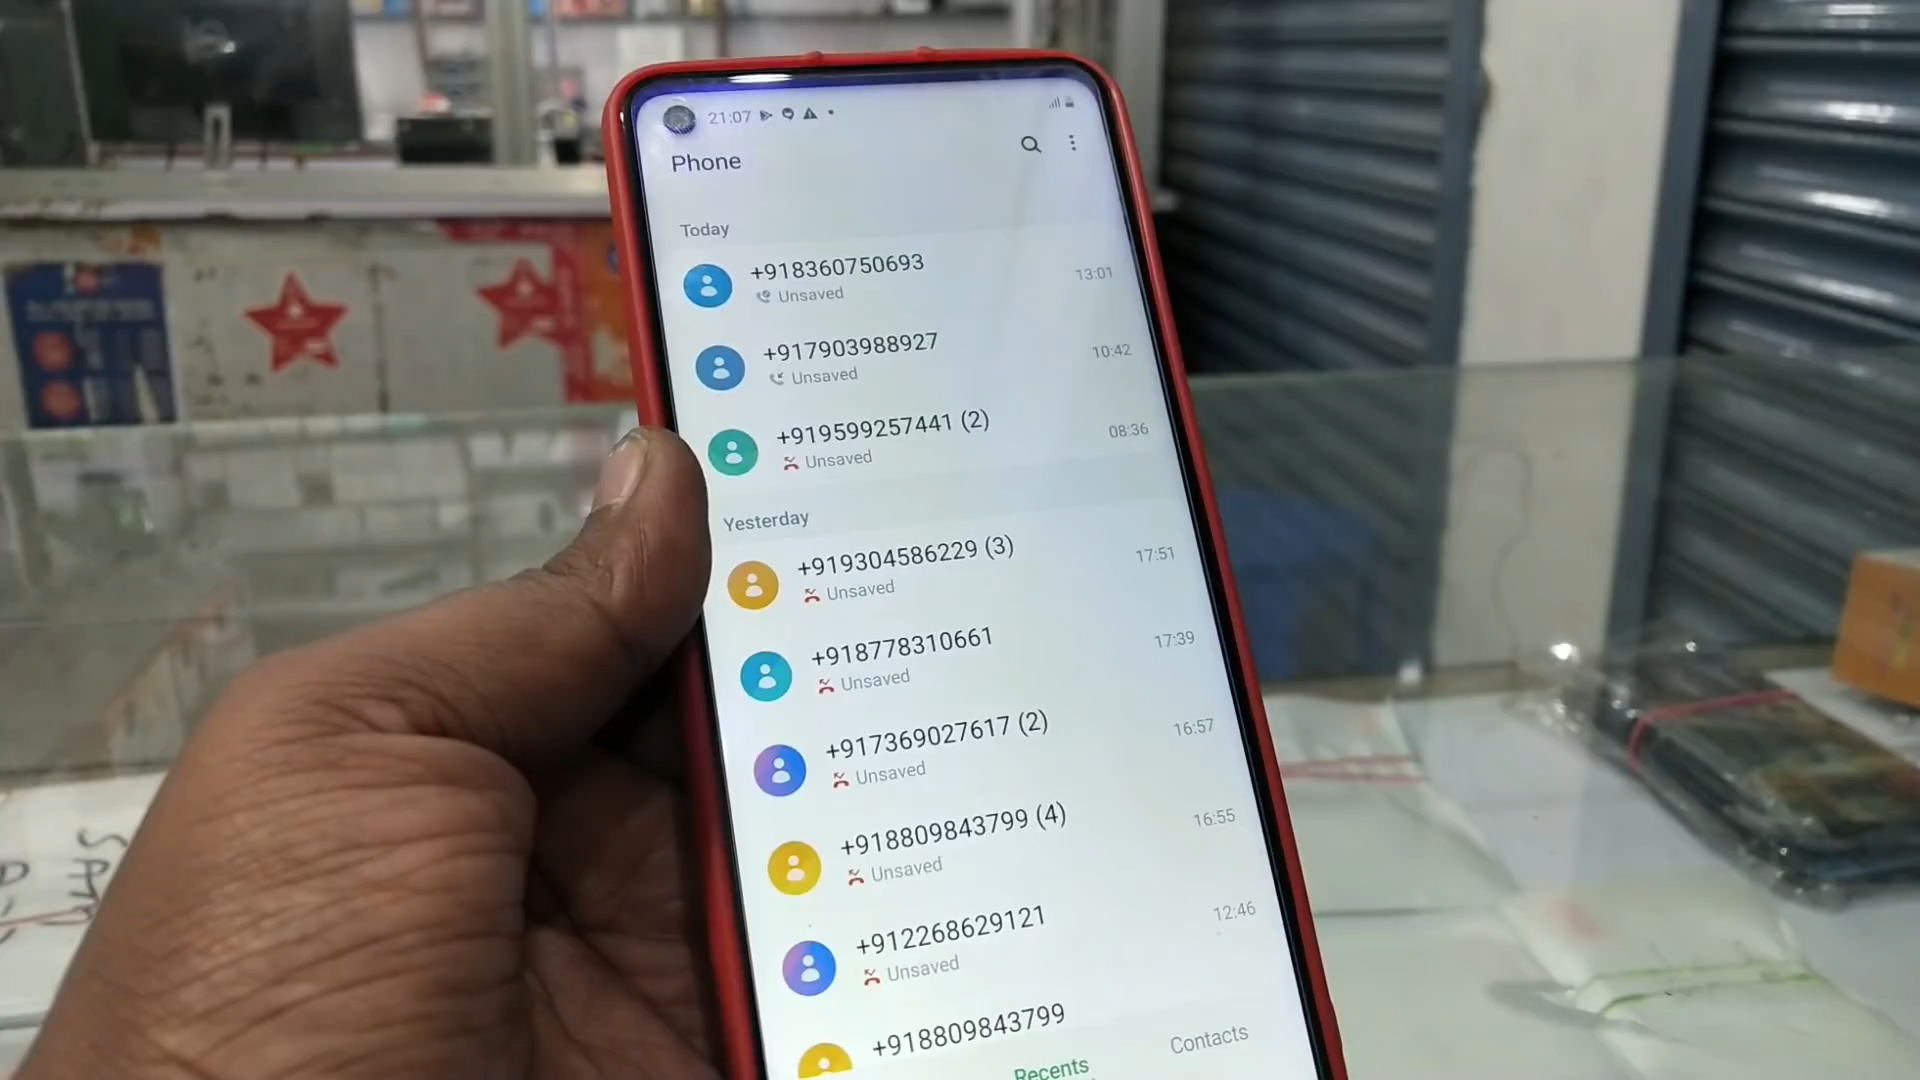 21:07
Phone
Today
+918360750693
Unsaved
13:01
+917903988927
Unsaved
10:42
+919599257441 (2)
Unsaved
08:36
Yesterday
+919304586229 (3)
Unsaved
17:51
+918778310661
Unsaved
17:39
+917369027617 (2)
Unsaved
16:57
+918809843799 (4)
Unsaved
16:55
+912268629121
Unsaved
12:46
+918809843799
Recents
Contacts